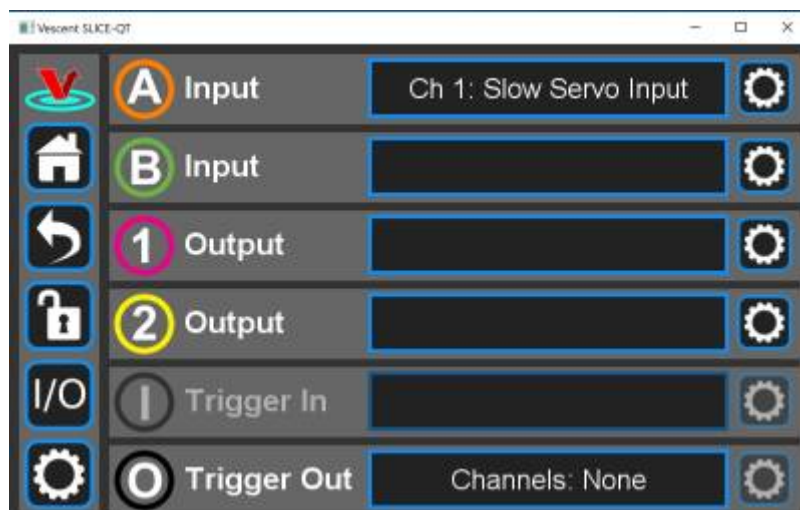 Vescent SLICE-QT
A Input Ch 1: Slow Servo Input
B Input
1 Output
2 Output
I/O
I Trigger In
O Trigger Out Channels: None